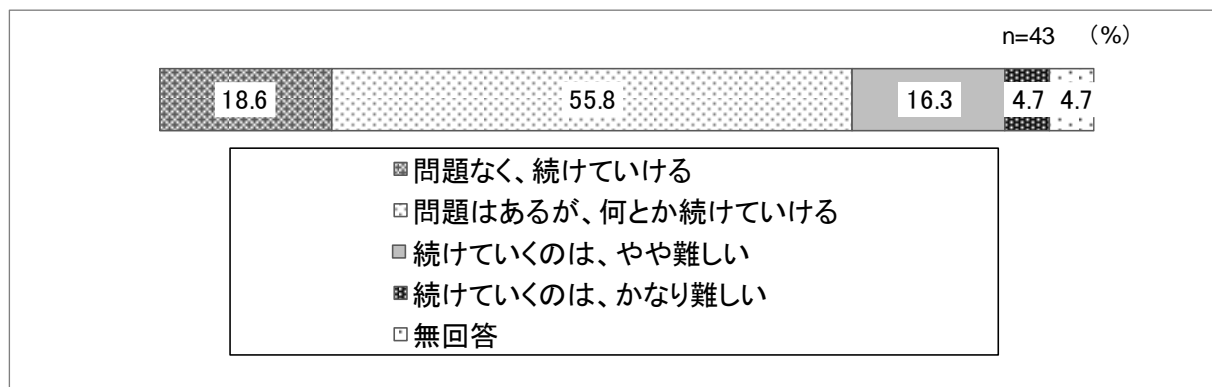 n=43 (%)
18.6 55.8 16.3 4.7 4.7
問題なく、続けていける
問題はあるが、何とか続けていける
続けていくのは、やや難しい
続けていくのは、かなり難しい
無回答